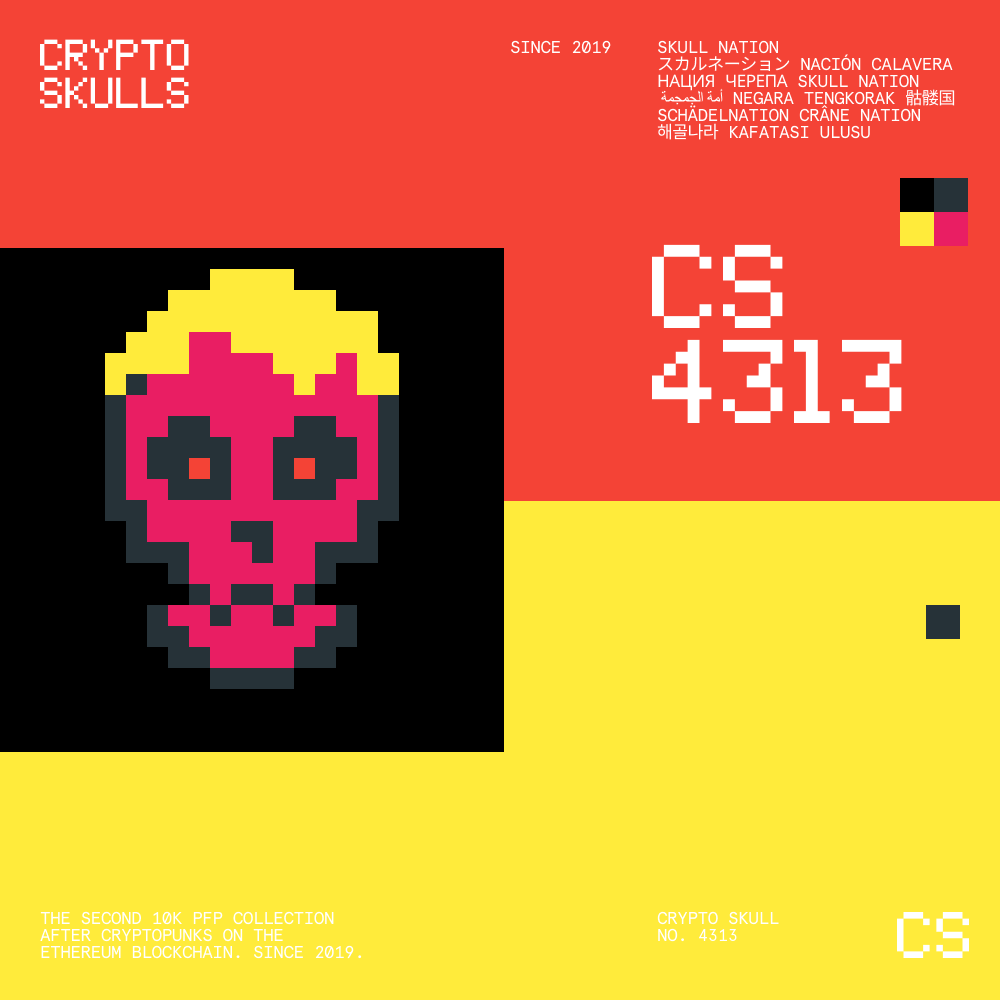 CRYPTO
SKULLS
SINCE 2019
SKULL NATION
スカルネーション NACIÓN CALAVERA
НАЦИЯ ЧЕРЕПА SKULL NATION
أمة الجمجمة NEGARA TENGKORAK 骷髅国
SCHÄDELNATION CRÂNE NATION
해골나라 KAFATASI ULUSU
CS
4313
THE SECOND 10K PFP COLLECTION
AFTER CRYPTOPUNKS ON THE
ETHEREUM BLOCKCHAIN. SINCE 2019.
CRYPTO SKULL
NO. 4313
CS